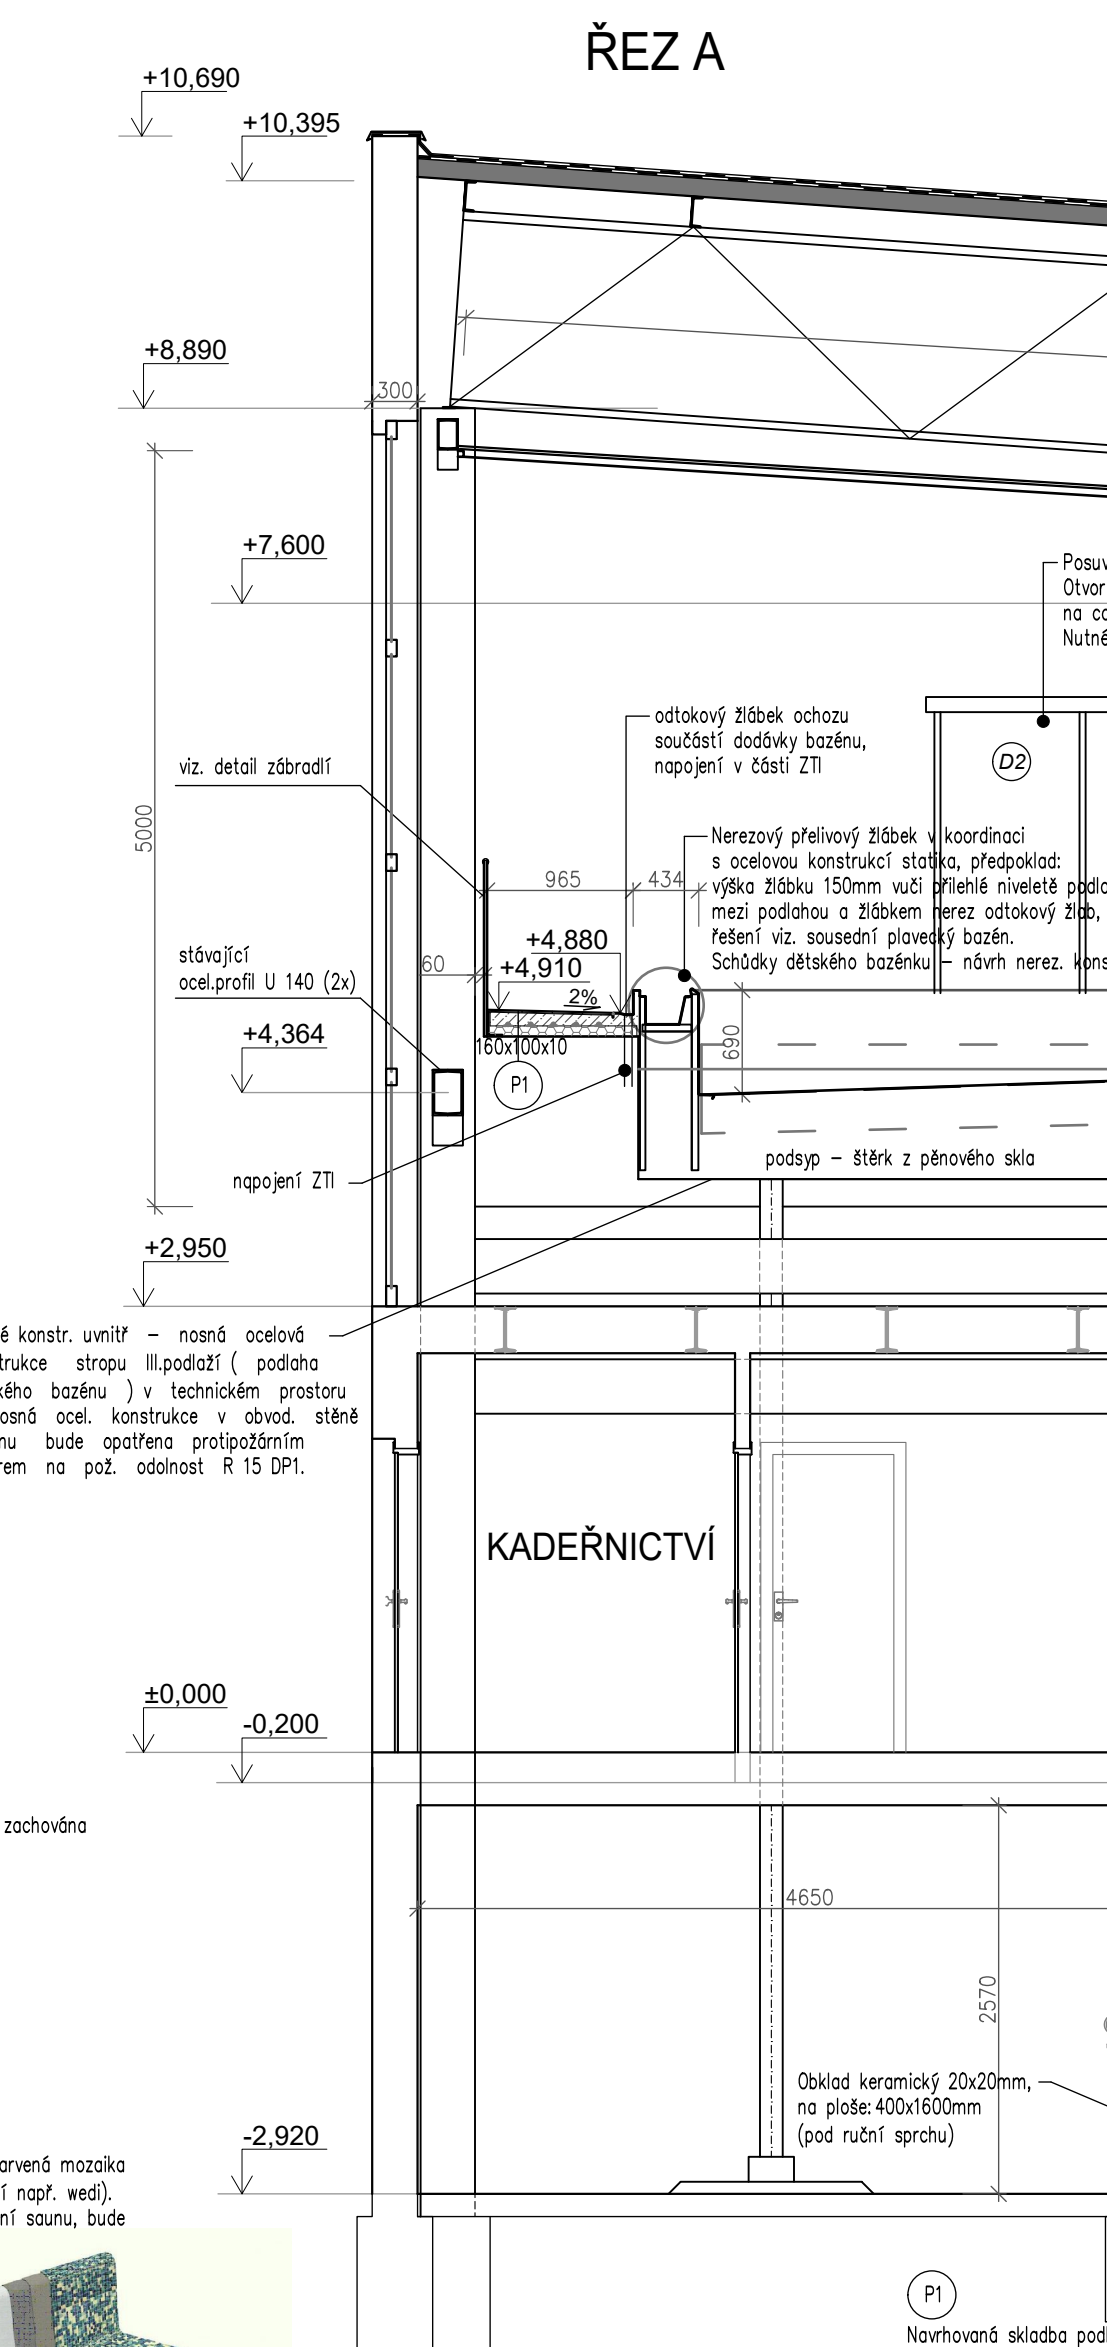 ŘEZ A
+10,690
+10,395
+8,890
300
+7,600
Posuv
Otvor
na
Nutné
odtokový žlábek ochozu
součástí dodávky bazénu,
napojení v části ZTI
D2
viz. detail zábradlí
5000
Nerezový přelivový žlábek v koordinaci
s ocelovou konstrukcí statika, předpoklad:
výška žlábku 150mm vuči přilehlé niveletě podla
mezi podlahou a žlábkem nerez odtokový žlab,
řešení viz. sousední plavecký bazén.
Schůdky dětského bazénku – návrh nerez. kons
965
434
+4,880
+4,910
60
2%
stávající
ocel.profil U 140 (2x)
+4,364
160x100x10
P1
690
napojení ZTI
podsyp – štěrk z pěnového skla
+2,950
é konstr. uvnitř – nosná ocelová
trukce stropu III.podlaží ( podlaha
kého bazénu ) v technickém prostoru
osná ocel. konstrukce v obvod. stěně
nu bude opatřena protipožárním
rem na pož. odolnost R 15 DP1.
KADEŘNICTVÍ
±0,000
-0,200
zachována
4650
2570
Obklad keramický 20x20mm,
na ploše: 400x1600mm
(pod ruční sprchu)
-2,920
arvená mozaika
í např. wedi).
ní saunu, bude
P1
Navrhovaná skladba podl